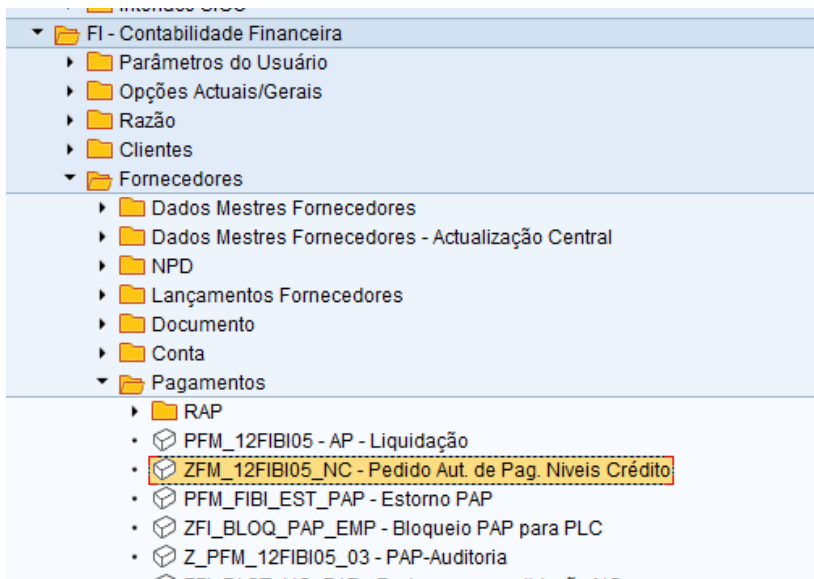 FI - Contabilidade Financeira
Parâmetros do Usuário
Opções Actuais/Gerais
Razão
Clientes
Fornecedores
Dados Mestres Fornecedores
Dados Mestres Fornecedores - Actualização Central
NPD
Lançamentos Fornecedores
Documento
Conta
Pagamentos
RAP
PFM_12FIBI05 - AP - Liquidação
ZFM_12FIBI05_NC - Pedido Aut. de Pag. Niveis Crédito
PFM_FIBI_EST_PAP - Estorno PAP
ZFI_BLOQ_PAP_EMP - Bloqueio PAP para PLC
Z_PFM_12FIBI05_03 - PAP-Auditoria